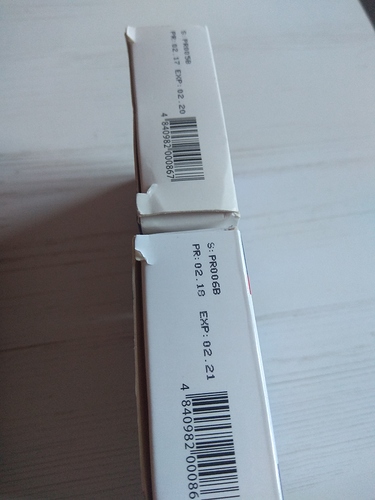 S:PR005B
PR:02.17 EXP:02.20
4 840982 000867
S:PR006B
PR:02.18 EXP:02.21
4 840982 00086